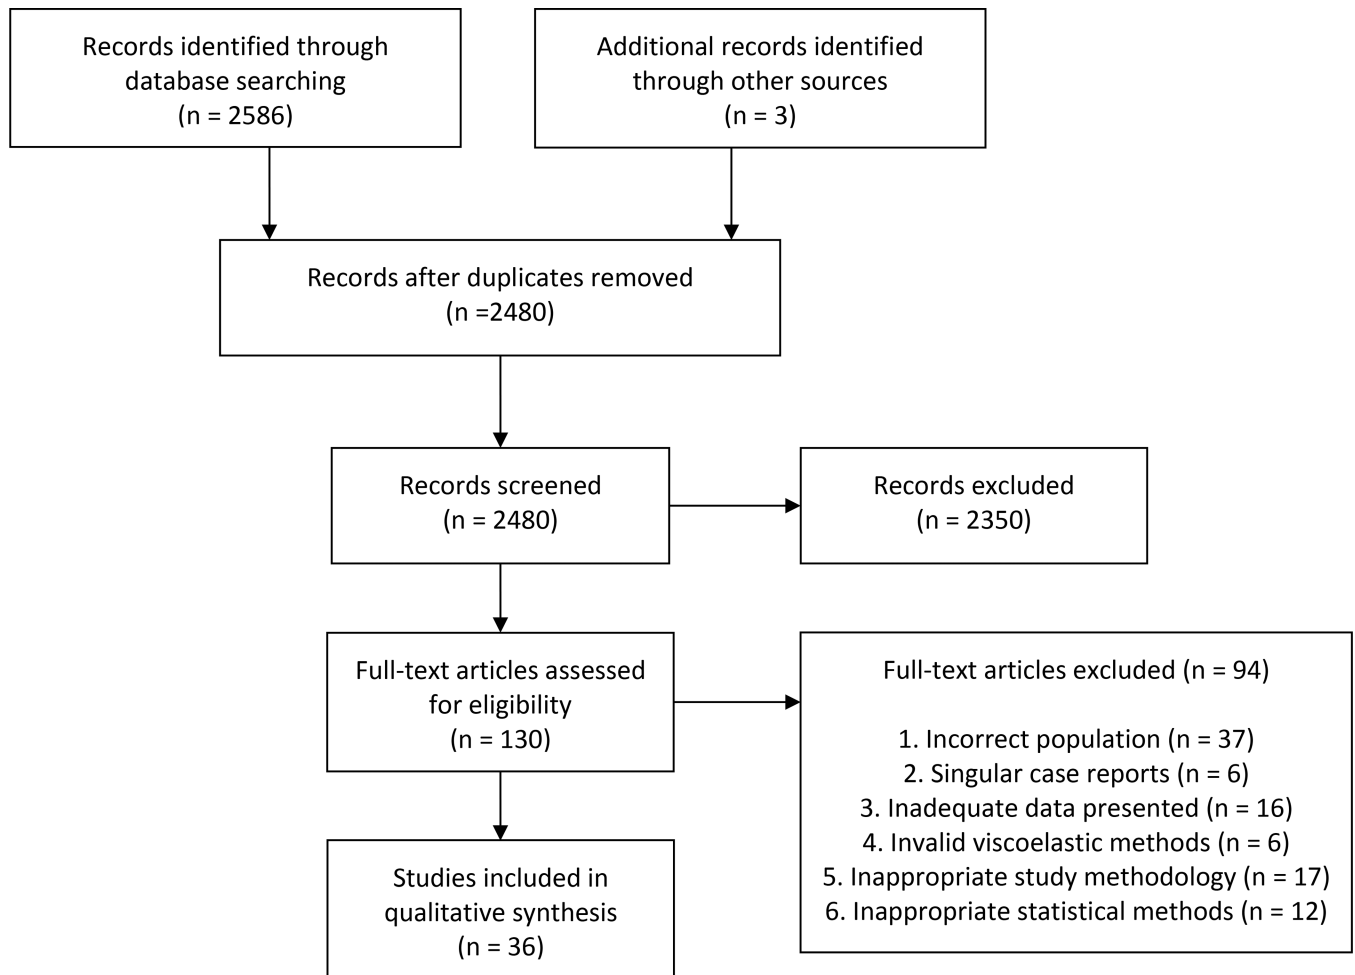 Records identified through
database searching
(n = 2586)
Additional records identified
through other sources
(n = 3)
Records after duplicates removed
(n =2480)
Records screened
(n = 2480)
Records excluded
(n = 2350)
Full-text articles assessed
for eligibility
(n = 130)
Full-text articles excluded (n = 94)
1. Incorrect population (n = 37)
2. Singular case reports (n = 6)
3. Inadequate data presented (n = 16)
4. Invalid viscoelastic methods (n = 6)
5. Inappropriate study methodology (n = 17)
6. Inappropriate statistical methods (n = 12)
Studies included in
qualitative synthesis
(n = 36)